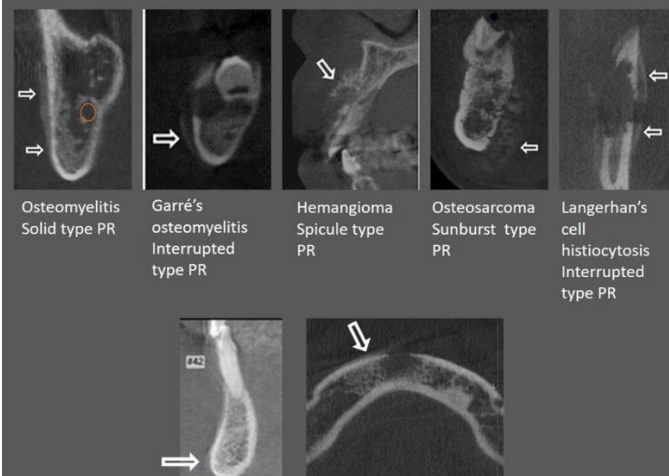 Osteomyelitis
Solid type PR
Garré's
osteomyelitis
Interrupted
type PR
Hemangioma
Spicule type
PR
Osteosarcoma
Sunburst type
PR
Langerhan's
cell
histiocytosis
Interrupted
type PR
#42